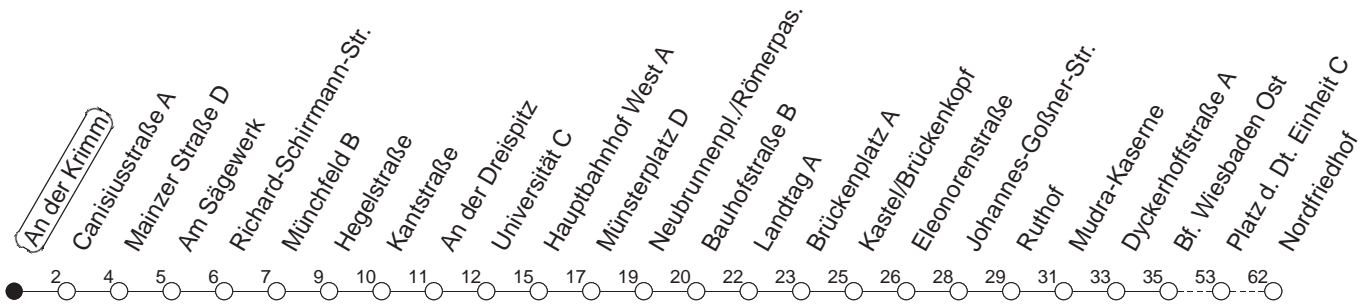 An der Krimm
Canisiusstraße A
Mainzer Straße D
Am Sägewerk
Richard-Schirrmann-Str.
Münchfeld B
Hegelstraße
Kantstraße
An der Dreispitz
Universität C
Hauptbahnhof West A
Münsterplatz D
Neubrunnenpl./Römerpas.
Bauhofstraße B
Landtag A
Brückenplatz A
Kastel/Brückenkopf
Eleonorenstraße
Johannes-Goßner-Str.
Ruthof
Mudra-Kaserne
Dyckerhoffstraße A
Bf. Wiesbaden Ost
Platz d. Dt. Einheit C
Nordfriedhof
2 4 5 6 7 9 10 11 12 15 17 19 20 22 23 25 26 28 29 31 33 35 53 62